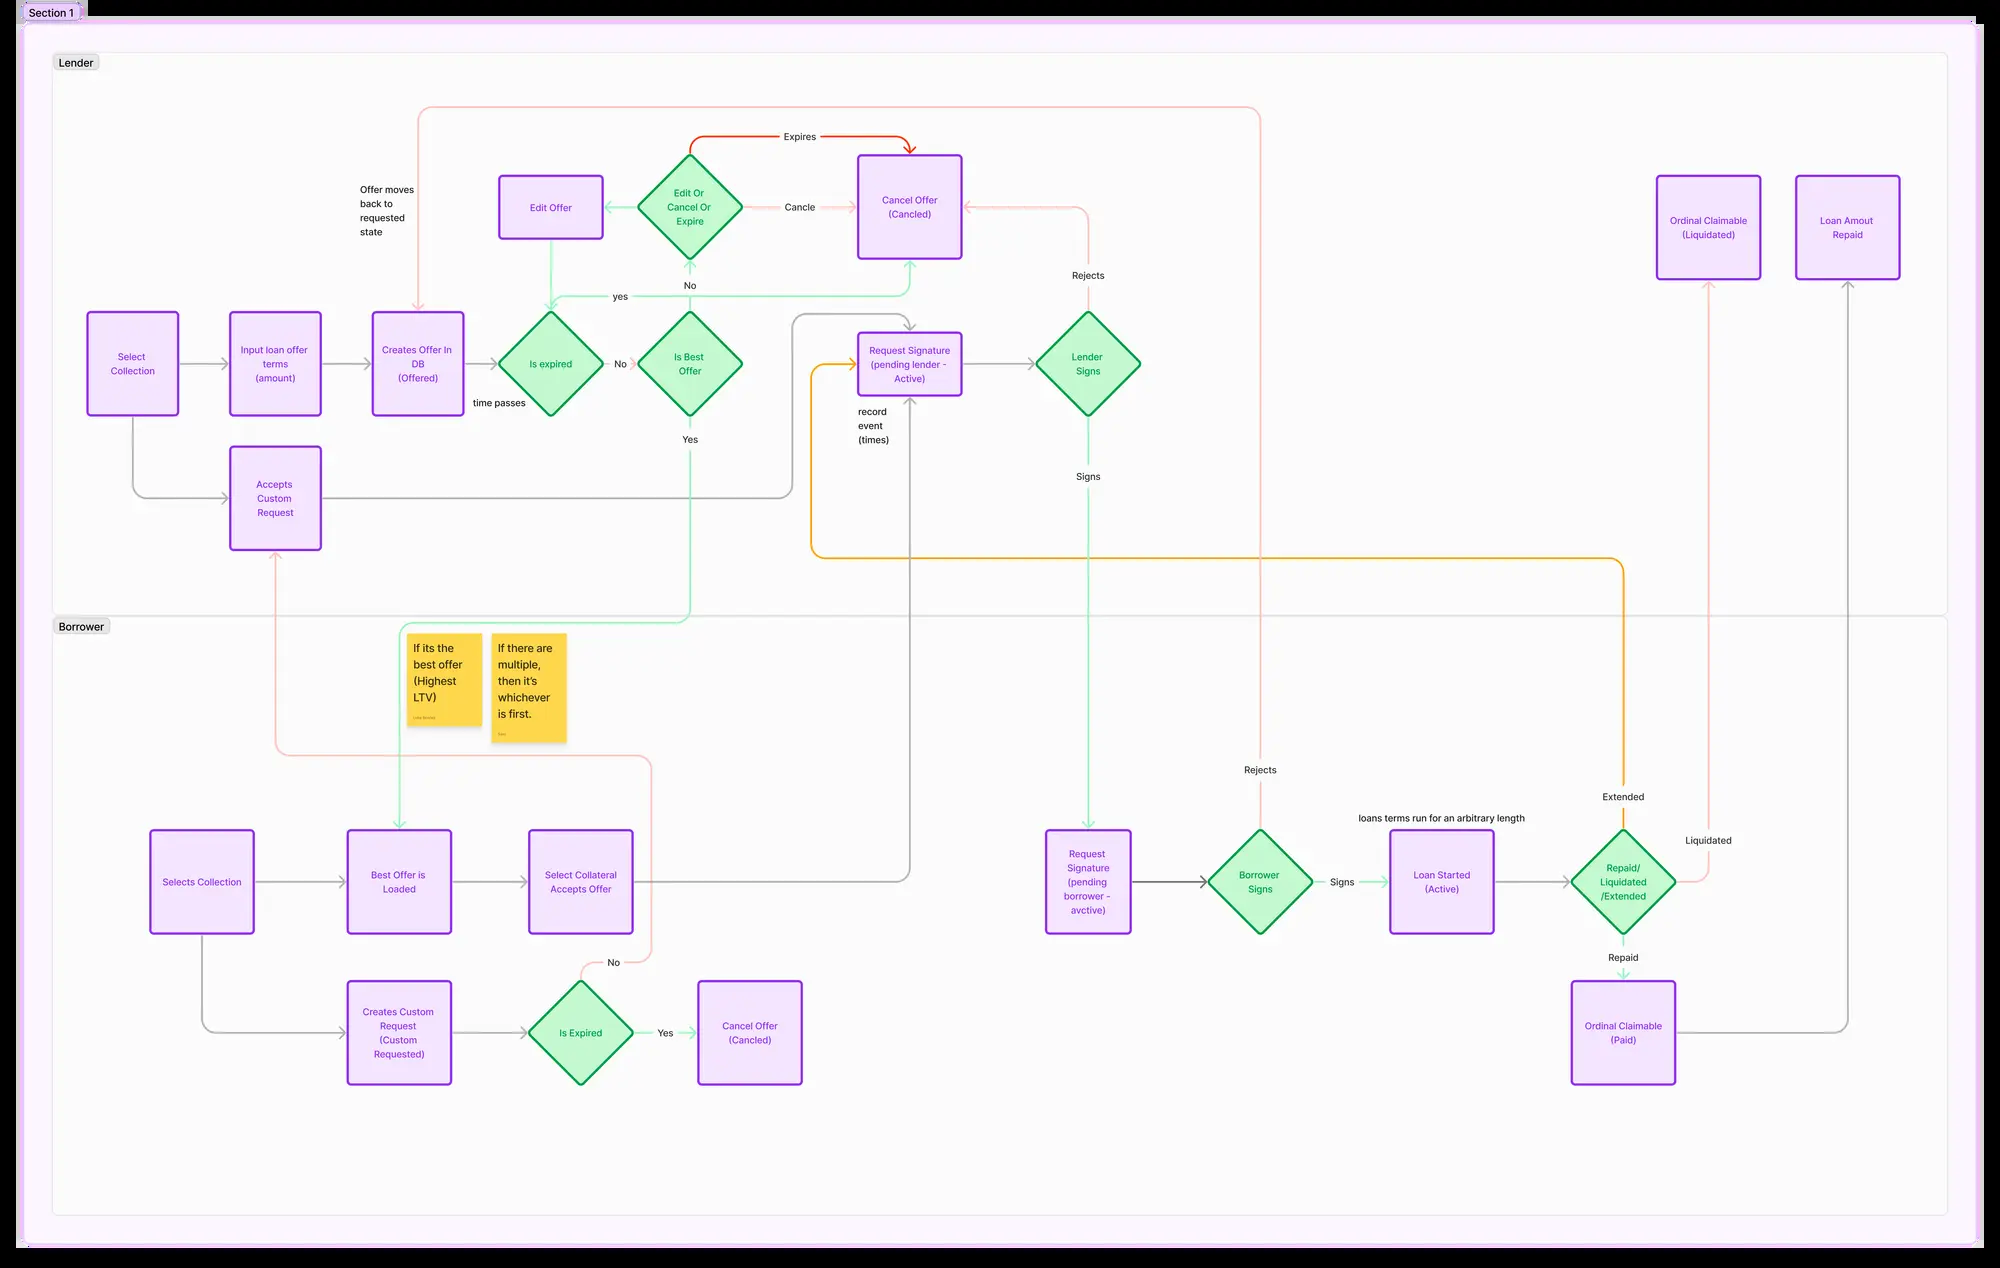 Section 1
Lender
Expires
Offer moves
back to
requested
state
Edit Offer
Edit Or
Cancel Or
Expire
Cancle
Cancel Offer
(Cancled)
Ordinal Claimable
(Liquidated)
Loan Amout
Repaid
Rejects
No
yes
Select
Collection
Input loan offer
terms
(amount)
Creates Offer In
DB
(Offered)
Is expired
No
Is Best
Offer
Request Signature
(pending lender -
Active)
Lender
Signs
time passes
record
event
(times)
Yes
Signs
Accepts
Custom
Request
Borrower
If its the
best offer
(Highest
LTV)
If there are
multiple,
then it's
whichever
is first.
Rejects
Extended
loans terms run for an arbitrary length
Liquidated
Selects Collection
Best Offer is
Loaded
Select Collateral
Accepts Offer
Request
Signature
(pending
borrower -
avctive)
Borrower
Signs
Signs
Loan Started
(Active)
Repaid/
Liquidated
/Extended
No
Repaid
Creates Custom
Request
(Custom
Requested)
Is Expired
Yes
Cancel Offer
(Cancled)
Ordinal Claimable
(Paid)